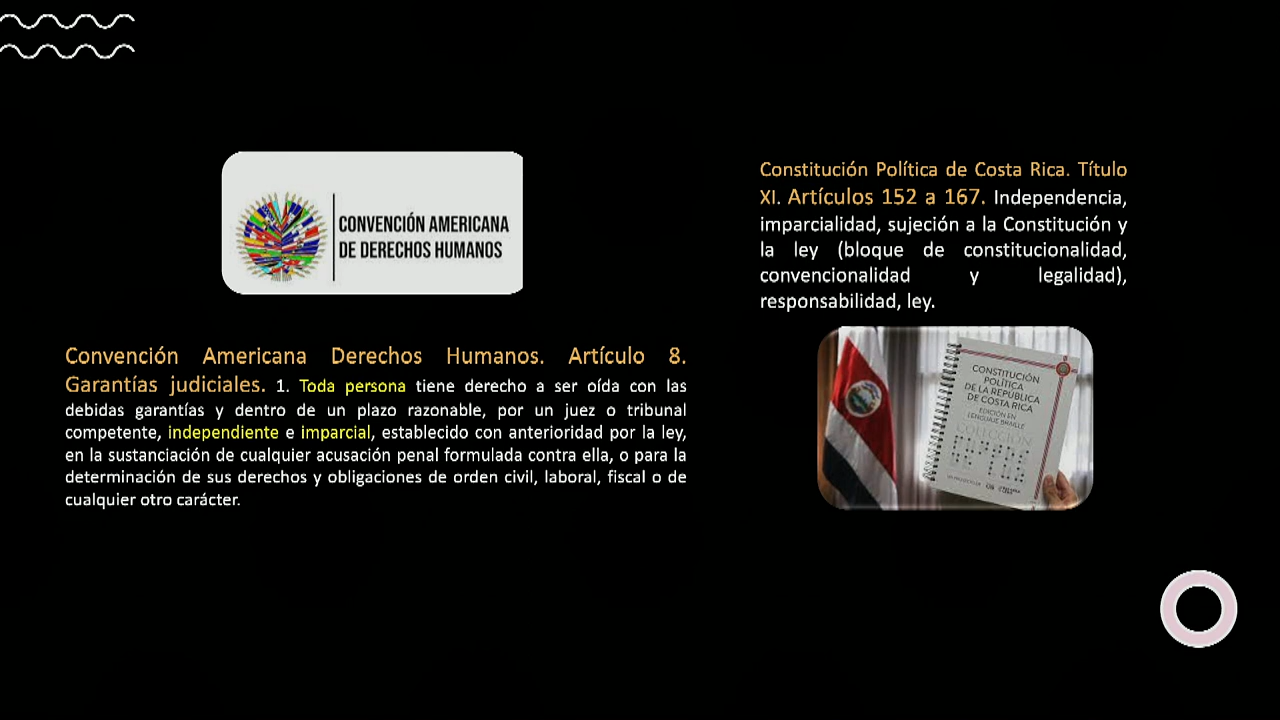 CONVENCIÓN AMERICANA
DE DERECHOS HUMANOS
Convención Americana Derechos Humanos. Artículo 8.
Garantías judiciales. 1. Toda persona tiene derecho a ser oída con las
debidas garantías y dentro de un plazo razonable, por un juez o tribunal
competente, independiente e imparcial, establecido con anterioridad por la ley,
en la sustanciación de cualquier acusación penal formulada contra ella, o para la
determinación de sus derechos y obligaciones de orden civil, laboral, fiscal o de
cualquier otro carácter.
Constitución Política de Costa Rica. Título
XI. Artículos 152 a 167. Independencia,
imparcialidad, sujeción a la Constitución y
la ley (bloque de constitucionalidad,
convencionalidad y legalidad),
responsabilidad, ley.
CONSTITUCIÓN
POLÍTICA
DE LA REPÚBLICA
DE COSTA RICA
EDICIÓN EN
LENGUAJE BRAILLE
COLECCIÓN